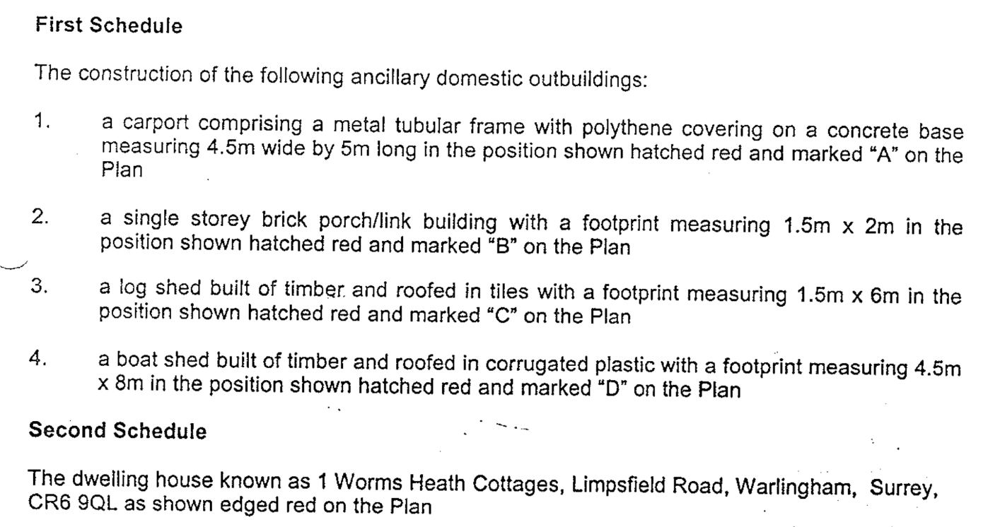 First Schedule
The construction of the following ancillary domestic outbuildings:
1. a carport comprising a metal tubular frame with polythene covering on a concrete base
measuring 4.5m wide by 5m long in the position shown hatched red and marked “A” on the
Plan
2. a single storey brick porch/link building with a footprint measuring 1.5m x 2m in the
position shown hatched red and marked “B” on the Plan
3. a log shed built of timber and roofed in tiles with a footprint measuring 1.5m x 6m in the
position shown hatched red and marked “C” on the Plan
4. a boat shed built of timber and roofed in corrugated plastic with a footprint measuring 4.5m
x 8m in the position shown hatched red and marked “D” on the Plan
Second Schedule
The dwelling house known as 1 Worms Heath Cottages, Limpsfield Road, Warlingham, Surrey,
CR6 9QL as shown edged red on the Plan